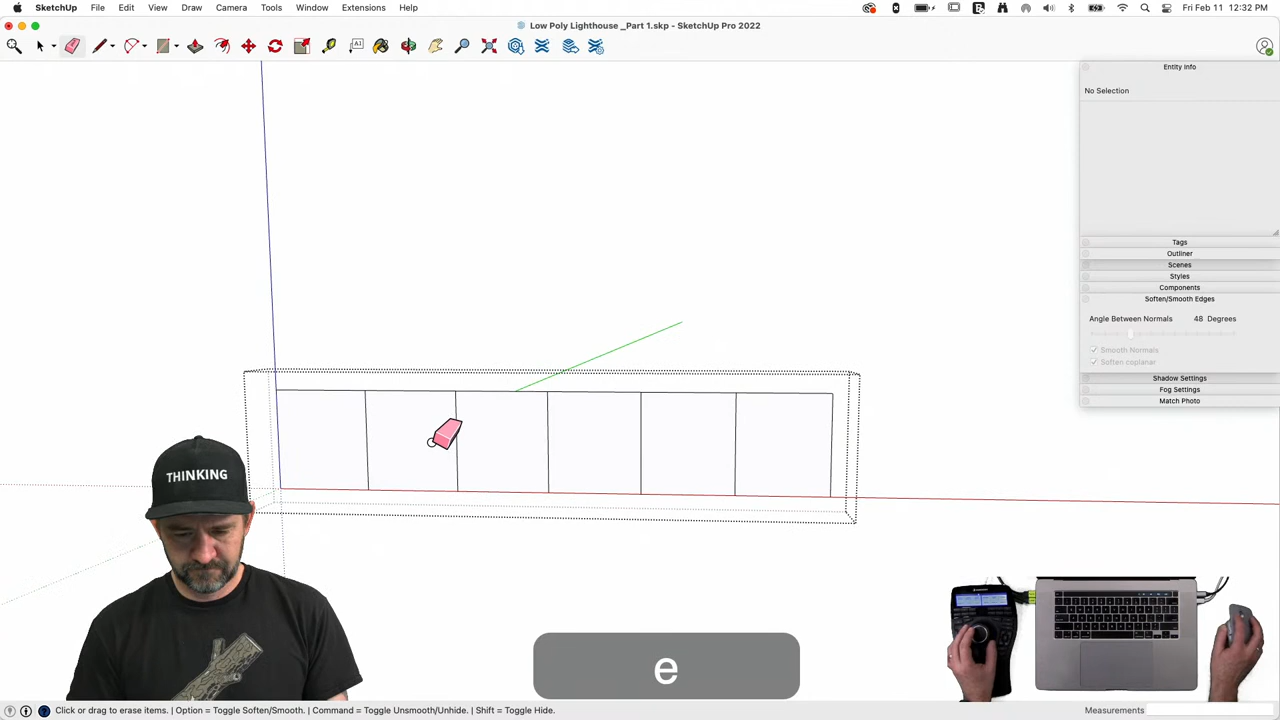 SketchUp File Edit View Draw Camera Tools Window Extensions Help
Fri Feb 11 12:32 PM
Low Poly Lighthouse _Part 1.skp - SketchUp Pro 2022
Entity Info
No Selection
Tags
Outliner
Scenes
Styles
Components
Soften/Smooth Edges
Angle Between Normals 48 Degrees
Smooth Normals
Soften coplanar
Shadow Settings
Fog Settings
Match Photo
THINKING
e
Click or drag to erase items. | Option = Toggle Soften/Smooth. | Command = Toggle Unsmooth/Unhide. | Shift = Toggle Hide.
Measurements